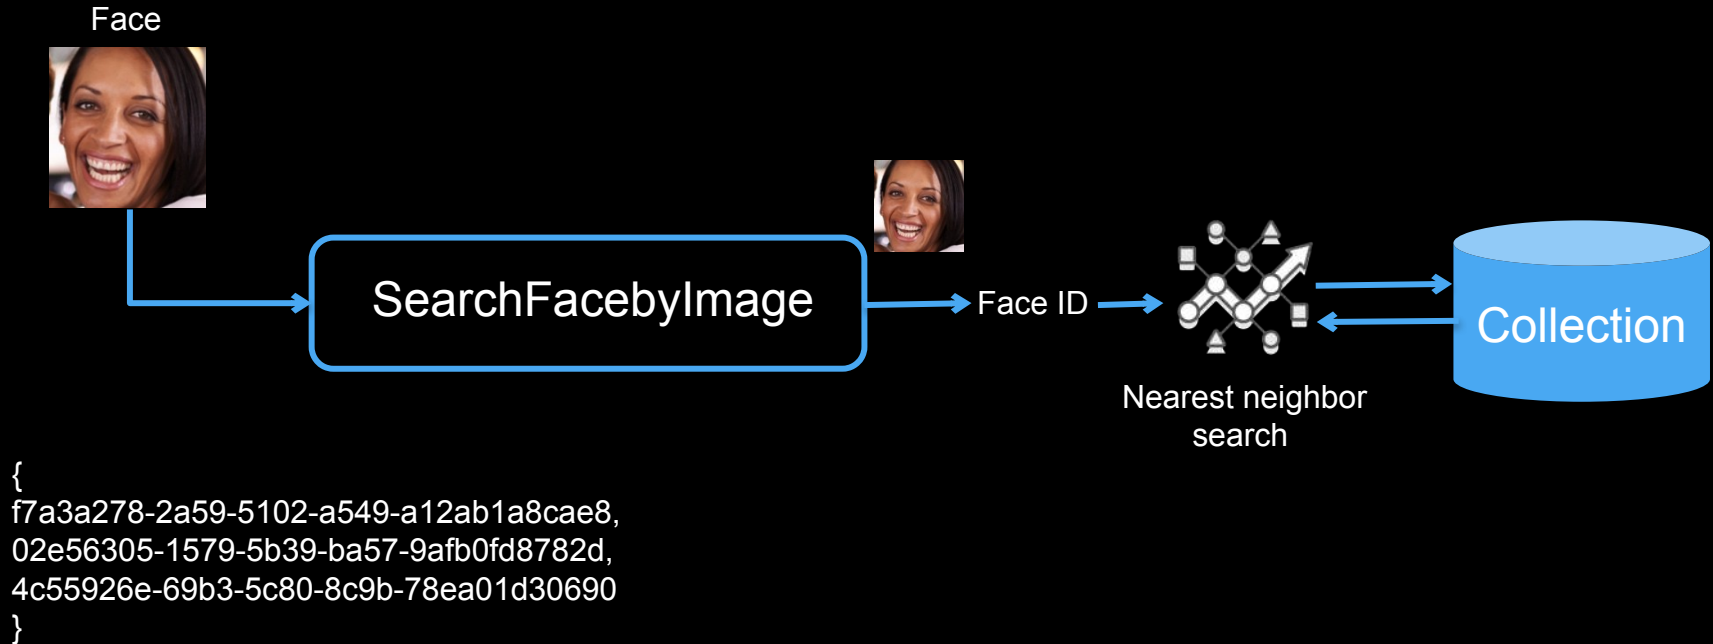 Face
SearchFacebyImage
Face ID
Nearest neighbor
search
Collection
{
f7a3a278-2a59-5102-a549-a12ab1a8cae8,
02e56305-1579-5b39-ba57-9afb0fd8782d,
4c55926e-69b3-5c80-8c9b-78ea01d30690
}